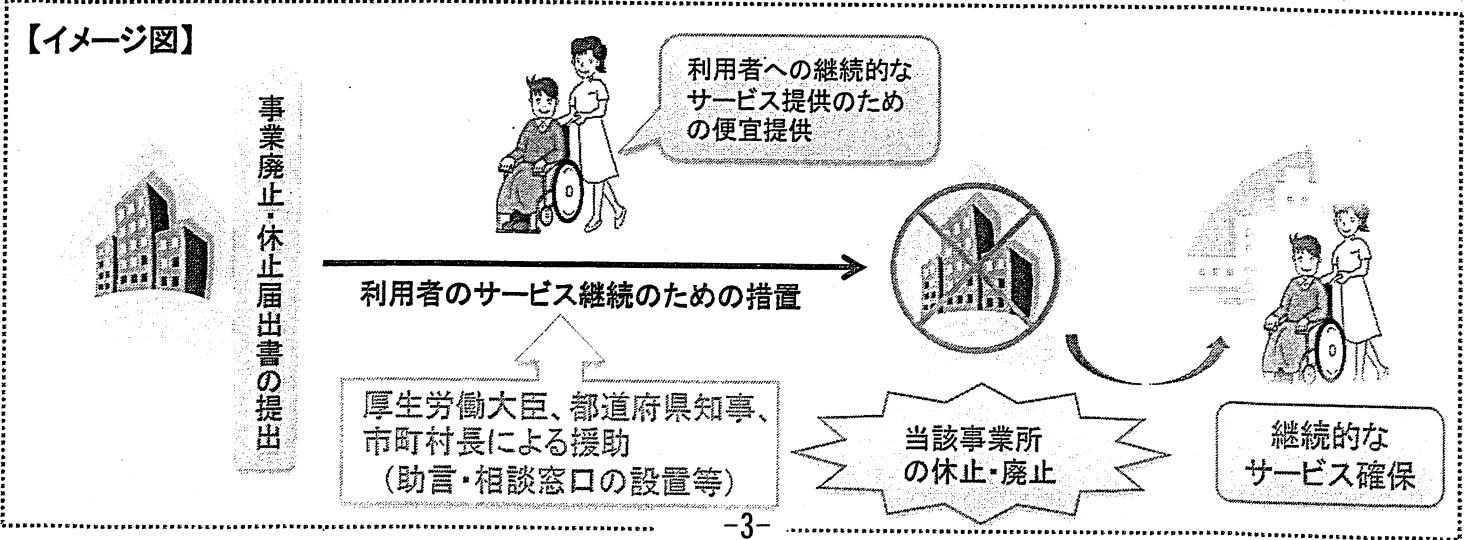 【イメージ図】
事業廃止・休止届出書の提出
利用者への継続的な
サービス提供のため
の便宜提供
利用者のサービス継続のための措置
厚生労働大臣、都道府県知事、
市町村長による援助
（助言・相談窓口の設置等）
当該事業所
の休止・廃止
継続的な
サービス確保
-3-